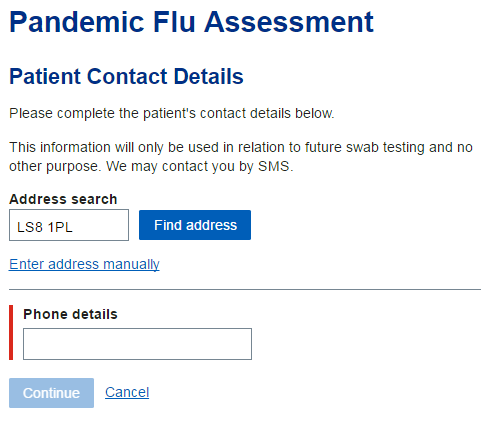 Pandemic Flu Assessment
Patient Contact Details
Please complete the patient's contact details below.
This information will only be used in relation to future swab testing and no
other purpose. We may contact you by SMS.
Address search
LS8 1PL
Find address
Enter address manually
Phone details
Continue
Cancel